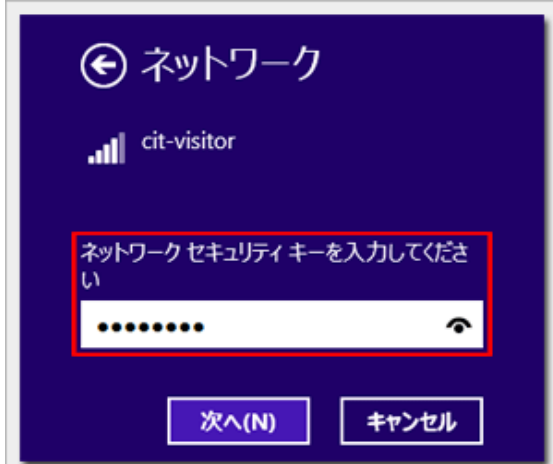 ネットワーク
cit-visitor
ネットワーク セキュリティ キーを入力してくださ
い
••••••••
次へ(N) キャンセル